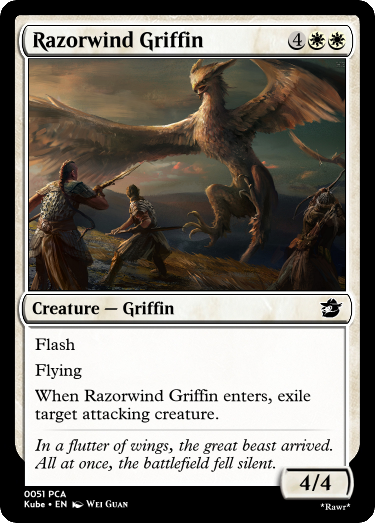 Razorwind Griffin 4
Creature — Griffin
Flash
Flying
When Razorwind Griffin enters, exile
target attacking creature.
In a flutter of wings, the great beast arrived.
All at once, the battlefield fell silent.
4/4
0051 PCA
Kube • EN Wei Guan
*Rawr*